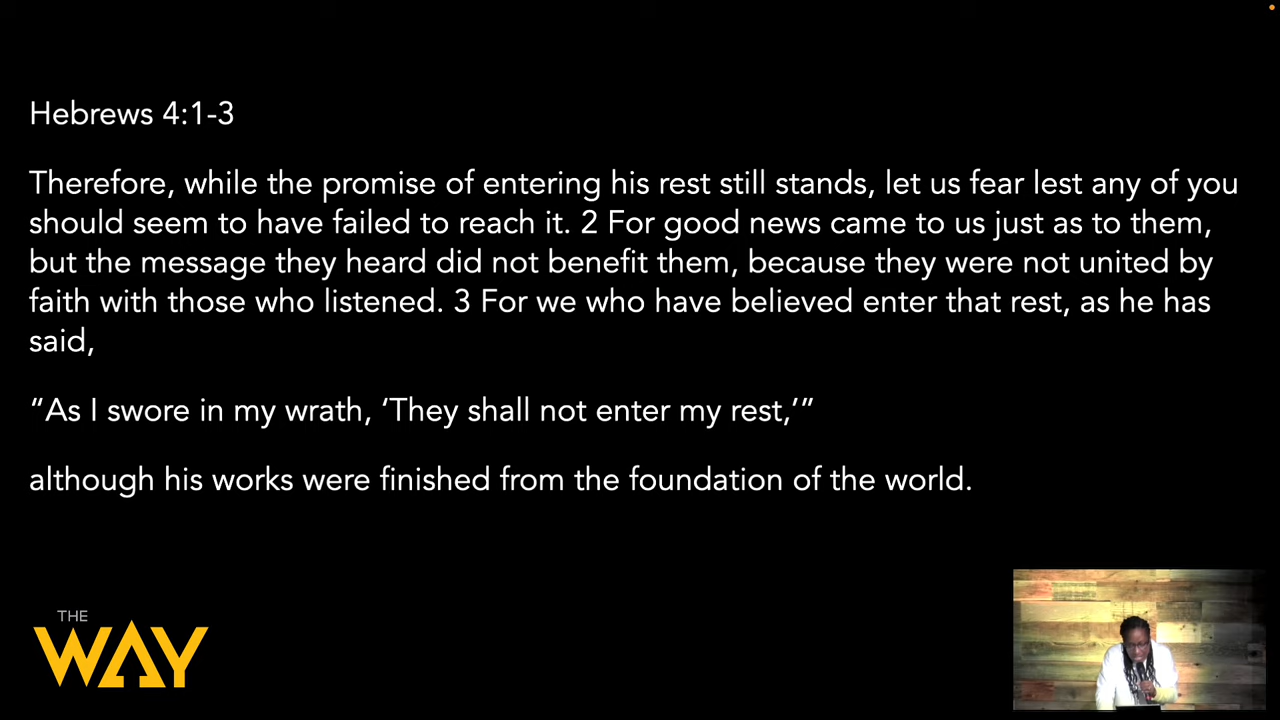 Hebrews 4:1-3
Therefore, while the promise of entering his rest still stands, let us fear lest any of you
should seem to have failed to reach it. 2 For good news came to us just as to them,
but the message they heard did not benefit them, because they were not united by
faith with those who listened. 3 For we who have believed enter that rest, as he has
said,
“As I swore in my wrath, ‘They shall not enter my rest,’”
although his works were finished from the foundation of the world.
THE
WAY